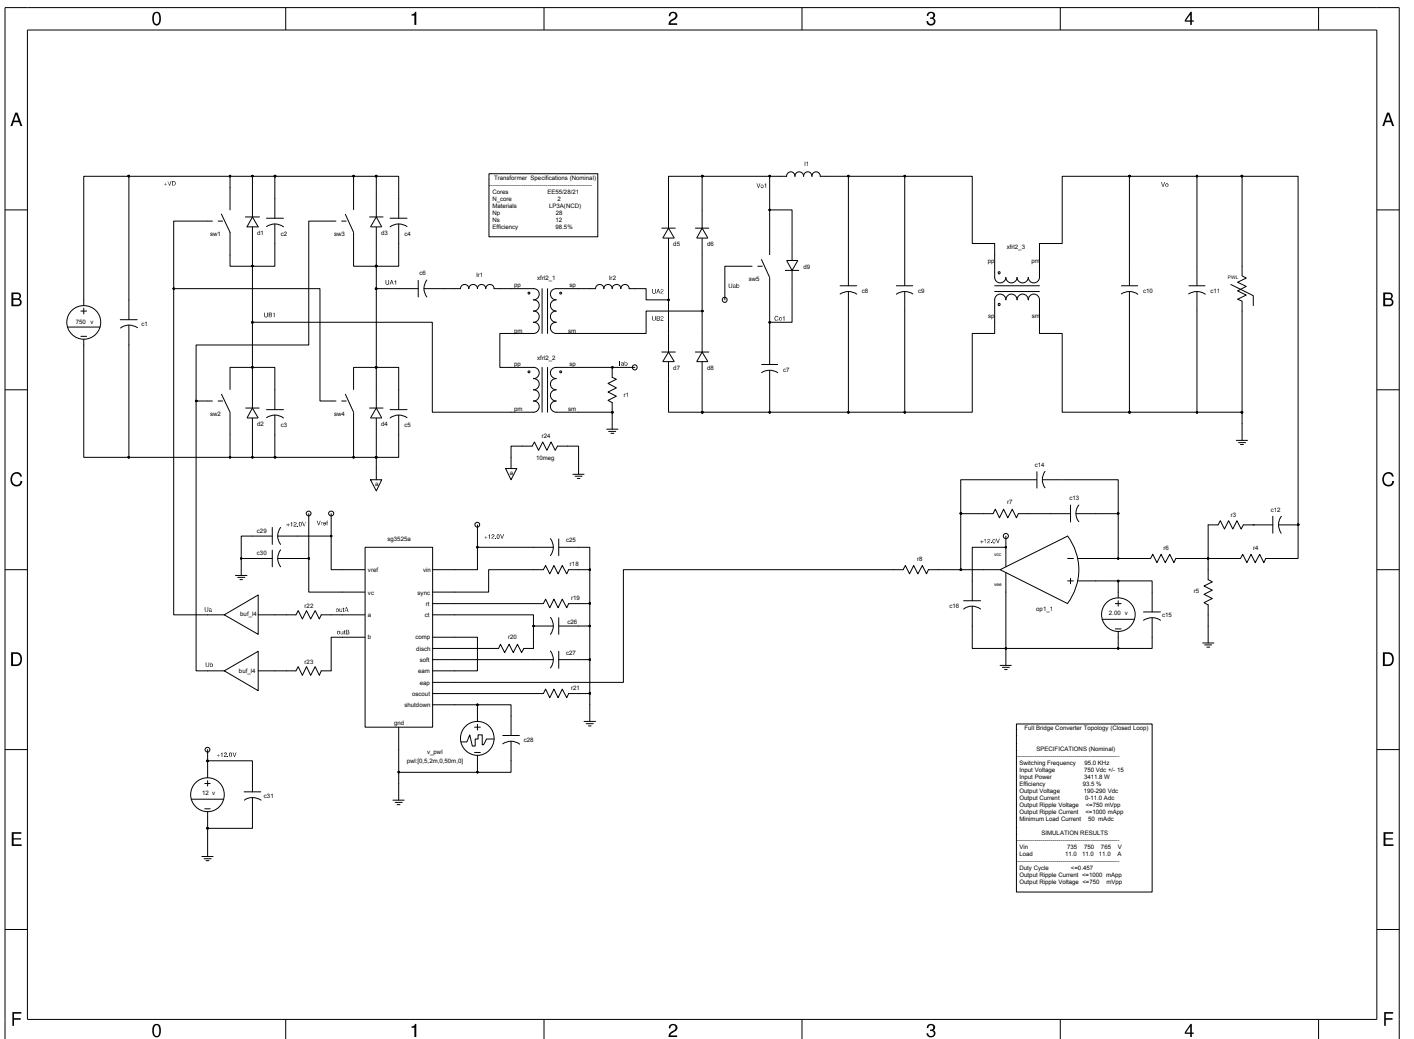 0 1 2 3 4
A A
B B
C C
D D
E E
F F
+VD
750 v
c1
sw1
d1
c2
sw3
d3
c4
UA1
UB1
sw2
d2
c3
sw4
d4
c5
Transformer Specifications (Nominal)
Cores EE55/28/21
N_core 2
Materials LP3A(NCD)
Np 28
Ns 12
Efficiency 98.5%
c6
lr1
xfrl2_1
pp
sp
pm
sm
lr2
UA2
UB2
xfrl2_2
pp
sp
pm
sm
Iab
r1
r24
10meg
a
a
d5
d6
d7
d8
Vo1
Uab
sw5
d9
Cc1
c7
l1
c8
c9
xfrl2_3
pp
pm
sp
sm
Vo
c10
c11
PWL
c29
c30
+12.0V
Vref
sg3525a
vref
vc
a
b
vin
sync
rt
ct
comp
disch
soft
eam
eap
oscout
shutdown
gnd
+12.0V
c25
r18
r19
c26
r20
c27
r21
Ua
buf_l4
r22
outA
Ub
buf_l4
r23
outB
v_pwl
pwl:[0,5,2m,0,50m,0]
c28
+12.0V
12 v
c31
c14
r7
c13
+12.0V
vcc
vee
op1_1
r8
c16
2.00 v
c15
r6
r3
c12
r4
r5
Full Bridge Converter Topology (Closed Loop)
SPECIFICATIONS (Nominal)
Switching Frequency 95.0 KHz
Input Voltage 750 Vdc +/- 15
Input Power 3411.8 W
Efficiency 93.5 %
Output Voltage 190-290 Vdc
Output Current 0-11.0 Adc
Output Ripple Voltage <=750 mVpp
Output Ripple Current <=1000 mApp
Minimum Load Current 50 mAdc
SIMULATION RESULTS
Vin 735 750 765 V
Load 11.0 11.0 11.0 A
Duty Cycle <=0.457
Output Ripple Current <=1000 mApp
Output Ripple Voltage <=750 mVpp
0 1 2 3 4